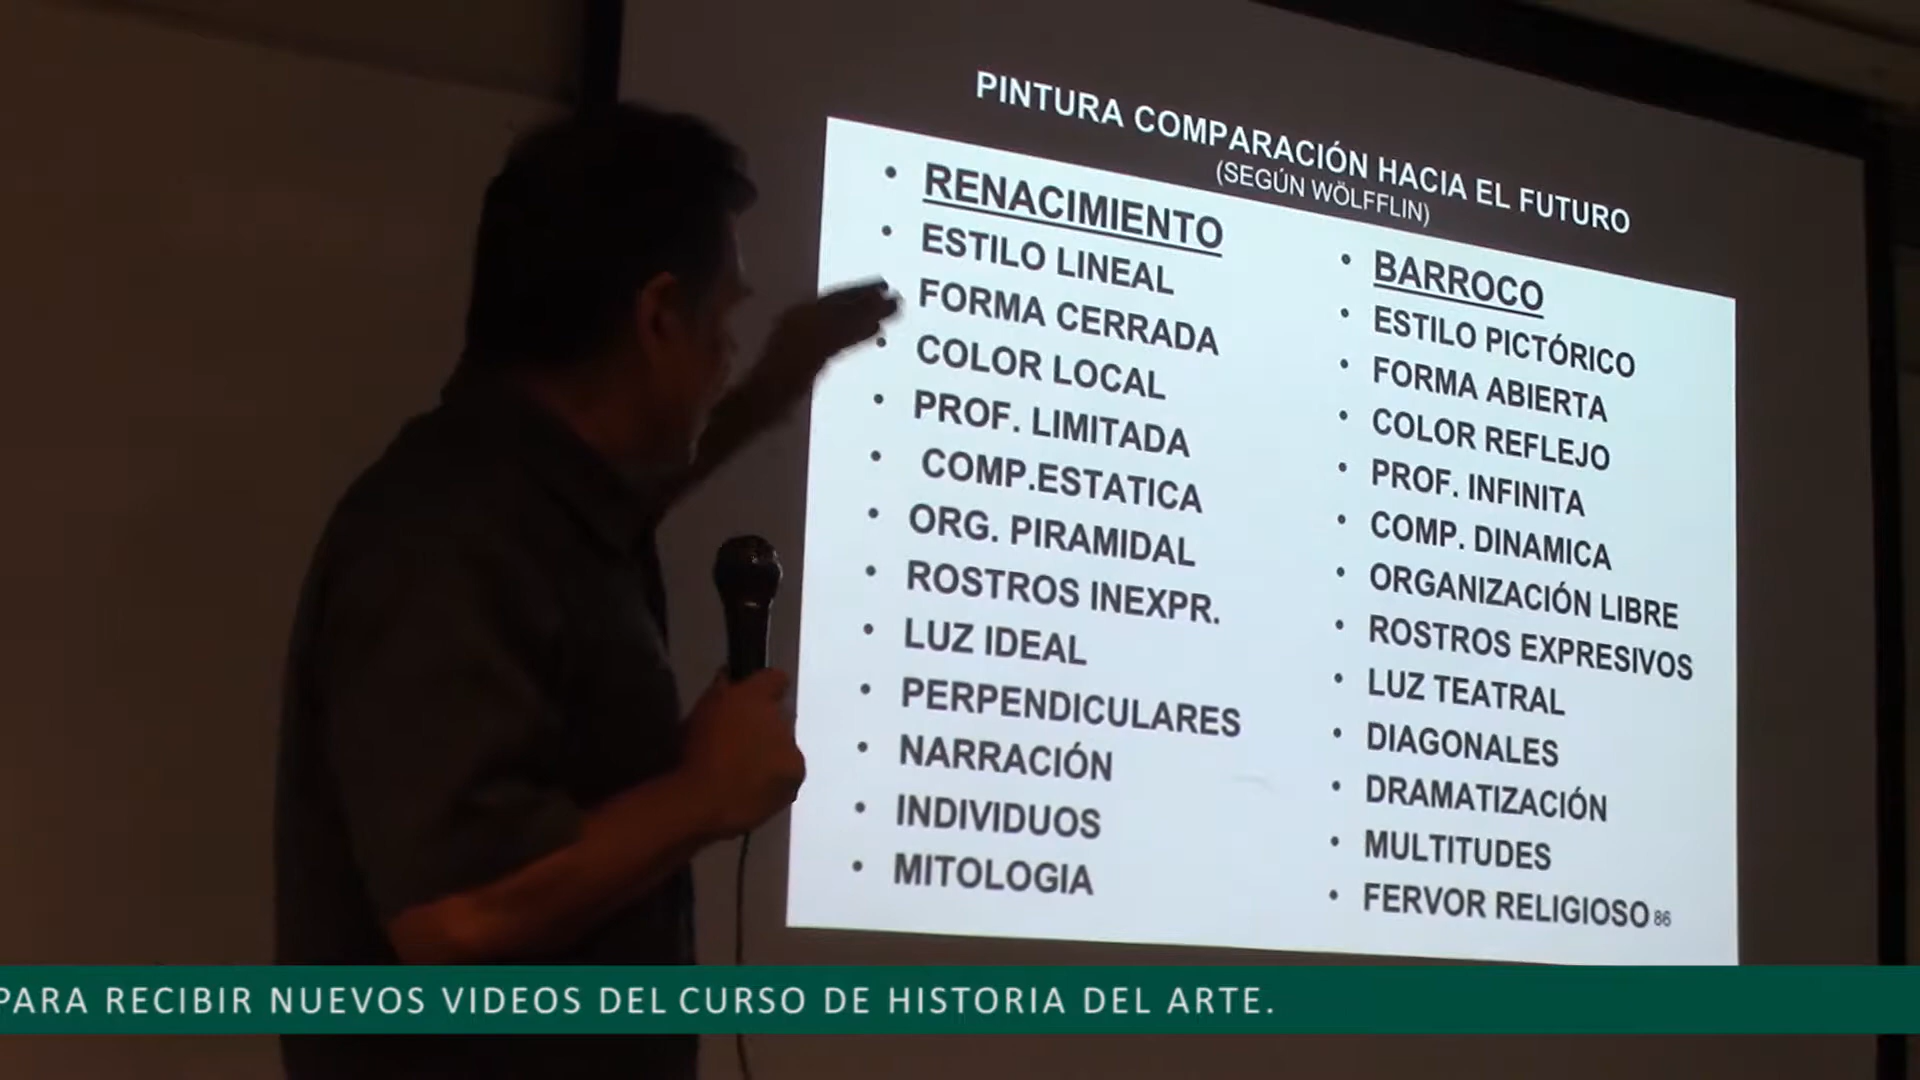 PINTURA COMPARACIÓN HACIA EL FUTURO
(SEGÚN WÖLFFLIN)
• RENACIMIENTO
• ESTILO LINEAL
FORMA CERRADA
• COLOR LOCAL
• PROF. LIMITADA
• COMP.ESTATICA
• ORG. PIRAMIDAL
• ROSTROS INEXPR.
• LUZ IDEAL
• PERPENDICULARES
• NARRACIÓN
• INDIVIDUOS
• MITOLOGIA
• BARROCO
• ESTILO PICTÓRICO
• FORMA ABIERTA
• COLOR REFLEJO
• PROF. INFINITA
• COMP. DINAMICA
• ORGANIZACIÓN LIBRE
• ROSTROS EXPRESIVOS
• LUZ TEATRAL
• DIAGONALES
• DRAMATIZACIÓN
• MULTITUDES
• FERVOR RELIGIOSO 86
PARA RECIBIR NUEVOS VIDEOS DEL CURSO DE HISTORIA DEL ARTE.